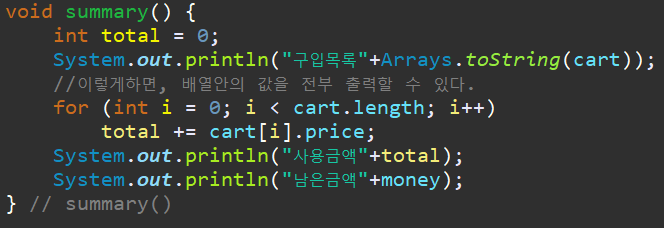 void summary() {
    int total = 0;
    System.out.println("구입목록"+Arrays.toString(cart));
    //이렇게하면, 배열안의 값을 전부 출력할 수 있다.
    for (int i = 0; i < cart.length; i++)
        total += cart[i].price;
    System.out.println("사용금액"+total);
    System.out.println("남은금액"+money);
} // summary()